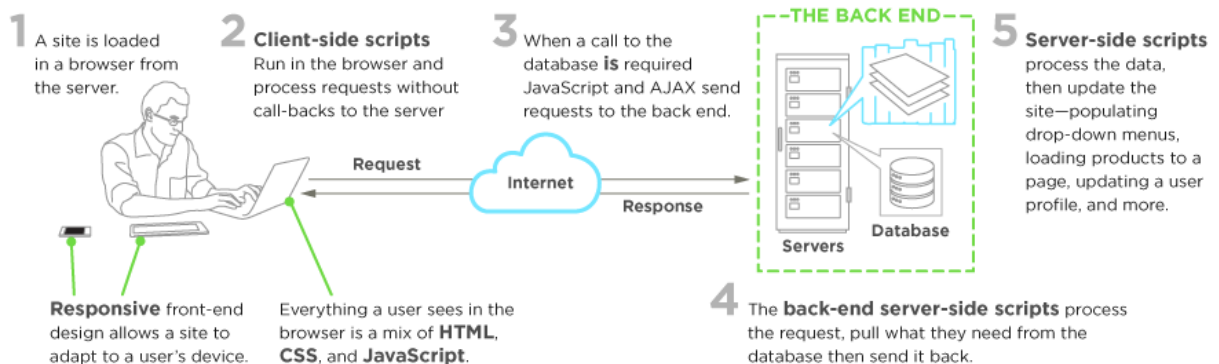 1
A site is loaded
in a browser from
the server.
2
Client-side scripts
Run in the browser and
process requests without
call-backs to the server
3
When a call to the
database is required
JavaScript and AJAX send
requests to the back end.
THE BACK END
5
Server-side scripts
process the data,
then update the
site—populating
drop-down menus,
loading products to a
page, updating a user
profile, and more.
Request
Internet
Response
Servers
Database
Responsive front-end
design allows a site to
adapt to a user's device.
Everything a user sees in the
browser is a mix of HTML,
CSS, and JavaScript.
4
The back-end server-side scripts process
the request, pull what they need from the
database then send it back.